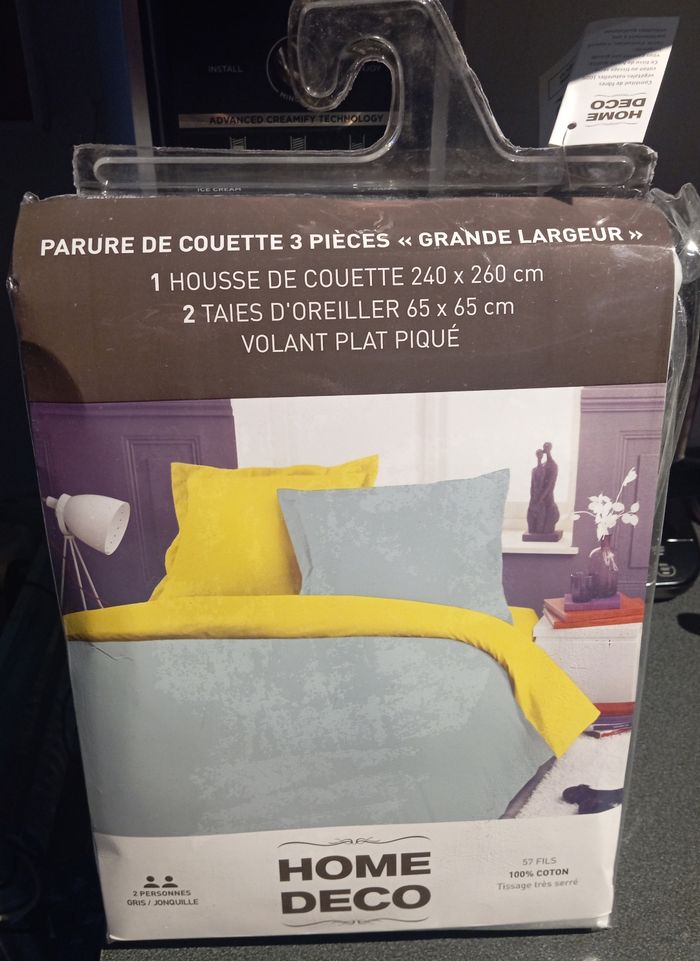 INSTALL
ADVANCED CREAMIFY TECHNOLOGY
ICE CREAM
HOME
DECO
PARURE DE COUETTE 3 PIÈCES « GRANDE LARGEUR »
1 HOUSSE DE COUETTE 240 x 260 cm
2 TAIES D'OREILLER 65 x 65 cm
VOLANT PLAT PIQUÉ
2 PERSONNES
GRIS / JONQUILLE
HOME
DECO
57 FILS
100% COTON
Tissage très serré